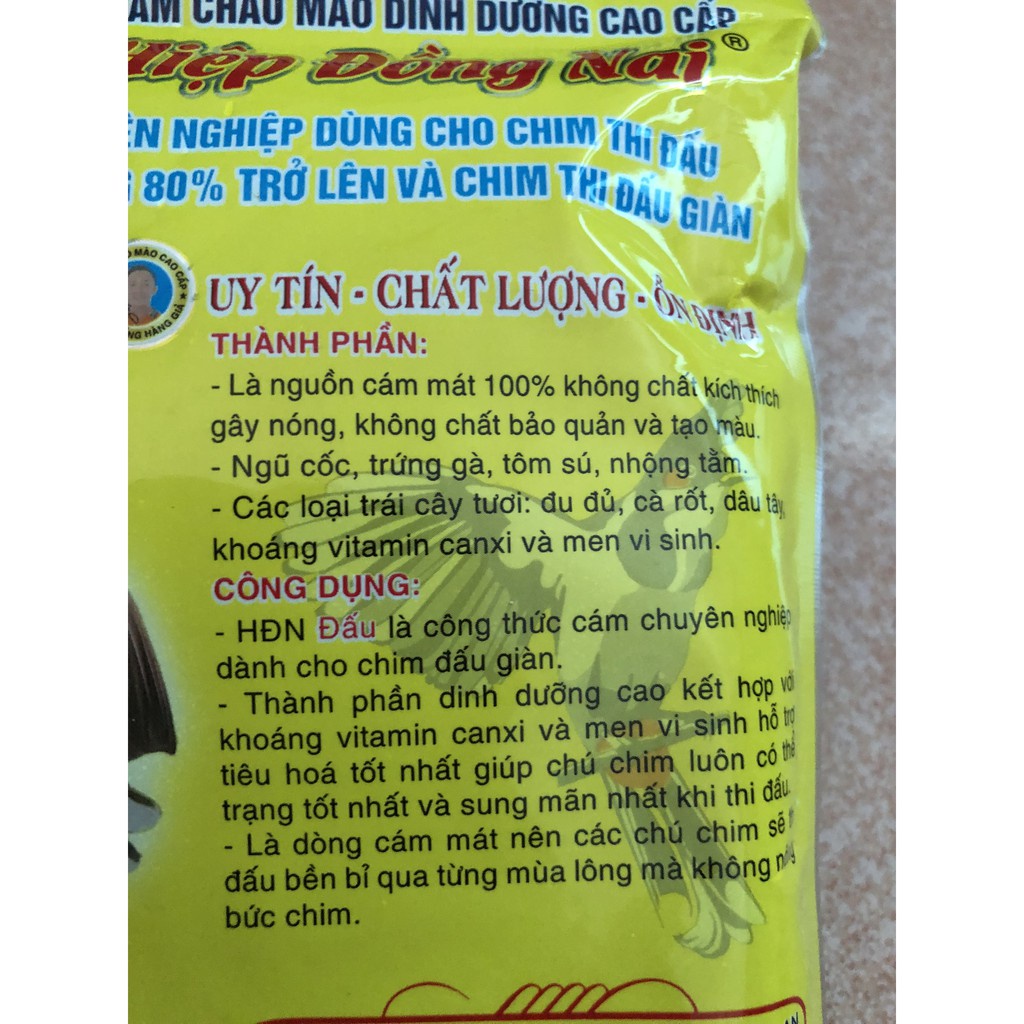 CHÀO MÀO DINH DƯỠNG CAO CẤP
Hiệp Đồng Nai ®
NGHIỆP DÙNG CHO CHIM THI ĐẤU
80% TRỞ LÊN VÀ CHIM THI ĐẤU GIÀN
MÀO CAO CẤP
HÀNG GIẢ
UY TÍN - CHẤT LƯỢNG - ỔN ĐỊNH
THÀNH PHẦN:
- Là nguồn cám mát 100% không chất kích thích
gây nóng, không chất bảo quản và tạo màu.
- Ngũ cốc, trứng gà, tôm sú, nhộng tằm.
- Các loại trái cây tươi: đu đủ, cà rốt, dâu tây,
khoáng vitamin canxi và men vi sinh.
CÔNG DỤNG:
- HĐN Đấu là công thức cám chuyên nghiệp
dành cho chim đấu giàn.
- Thành phần dinh dưỡng cao kết hợp với
khoáng vitamin canxi và men vi sinh hỗ trợ
tiêu hoá tốt nhất giúp chú chim luôn có thể
trạng tốt nhất và sung mãn nhất khi thi đấu.
- Là dòng cám mát nên các chú chim sẽ
đấu bền bỉ qua từng mùa lông mà không nóng
bức chim.